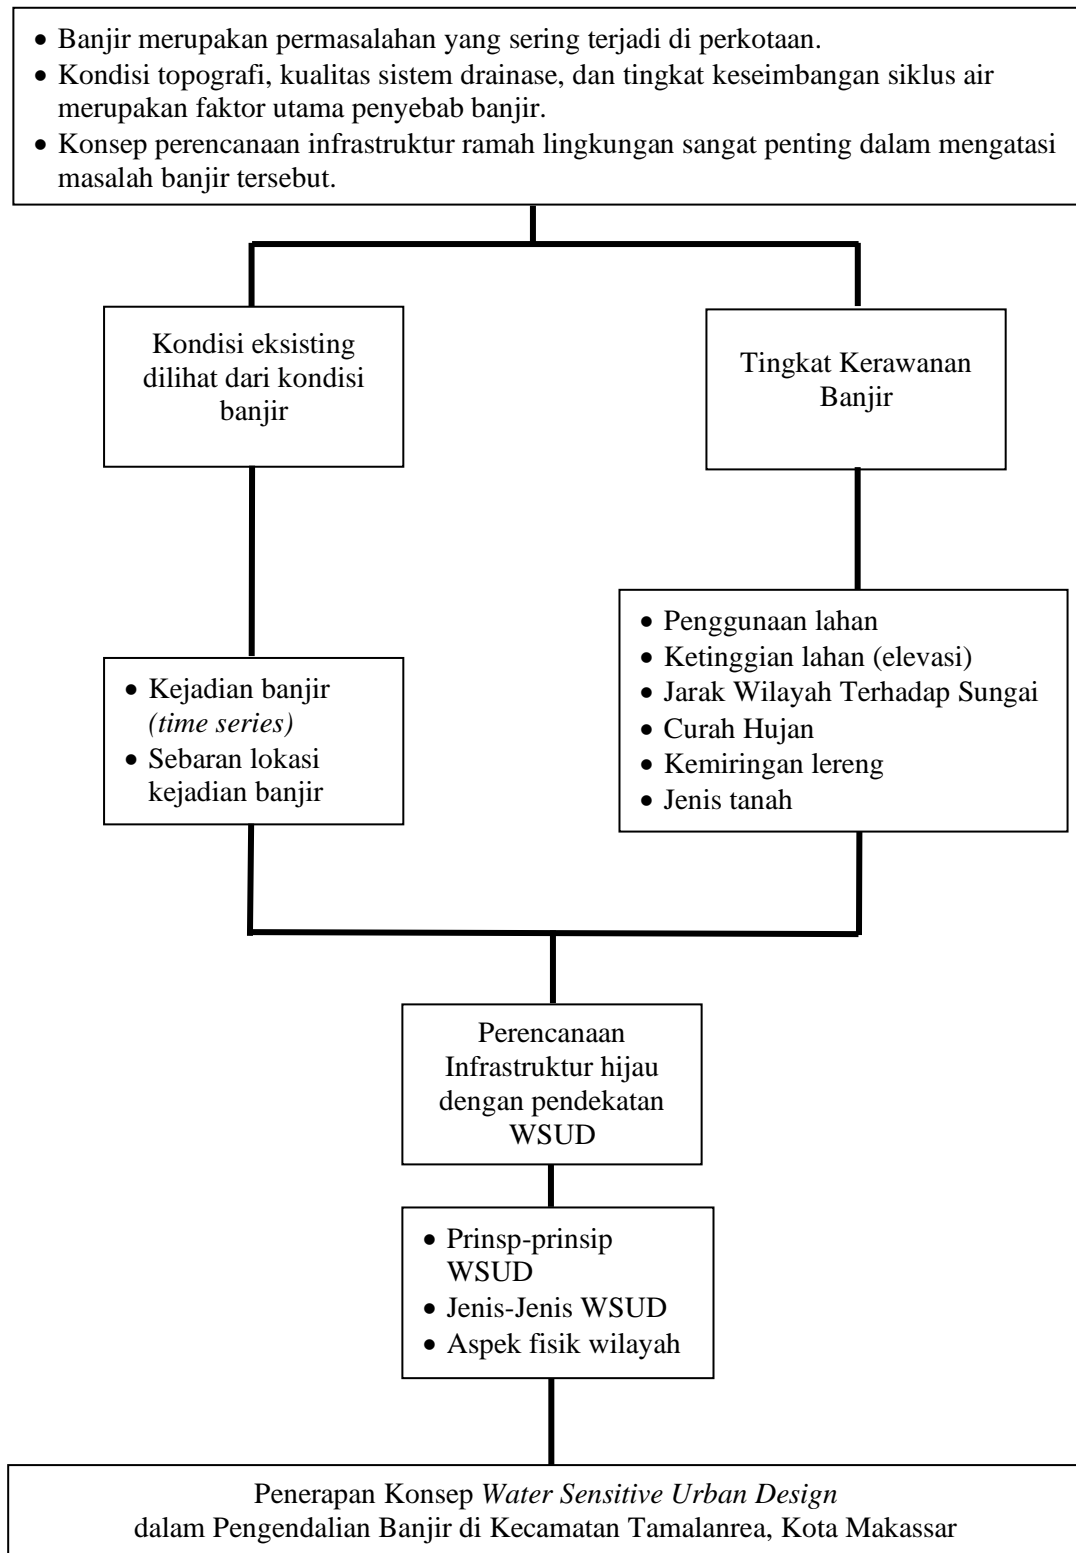 • Banjir merupakan permasalahan yang sering terjadi di perkotaan.
• Kondisi topografi, kualitas sistem drainase, dan tingkat keseimbangan siklus air
merupakan faktor utama penyebab banjir.
• Konsep perencanaan infrastruktur ramah lingkungan sangat penting dalam mengatasi
masalah banjir tersebut.
Kondisi eksisting
dilihat dari kondisi
banjir
Tingkat Kerawanan
Banjir
• Kejadian banjir
(time series)
• Sebaran lokasi
kejadian banjir
• Penggunaan lahan
• Ketinggian lahan (elevasi)
• Jarak Wilayah Terhadap Sungai
• Curah Hujan
• Kemiringan lereng
• Jenis tanah
Perencanaan
Infrastruktur hijau
dengan pendekatan
WSUD
• Prinsp-prinsip
WSUD
• Jenis-Jenis WSUD
• Aspek fisik wilayah
Penerapan Konsep Water Sensitive Urban Design
dalam Pengendalian Banjir di Kecamatan Tamalanrea, Kota Makassar